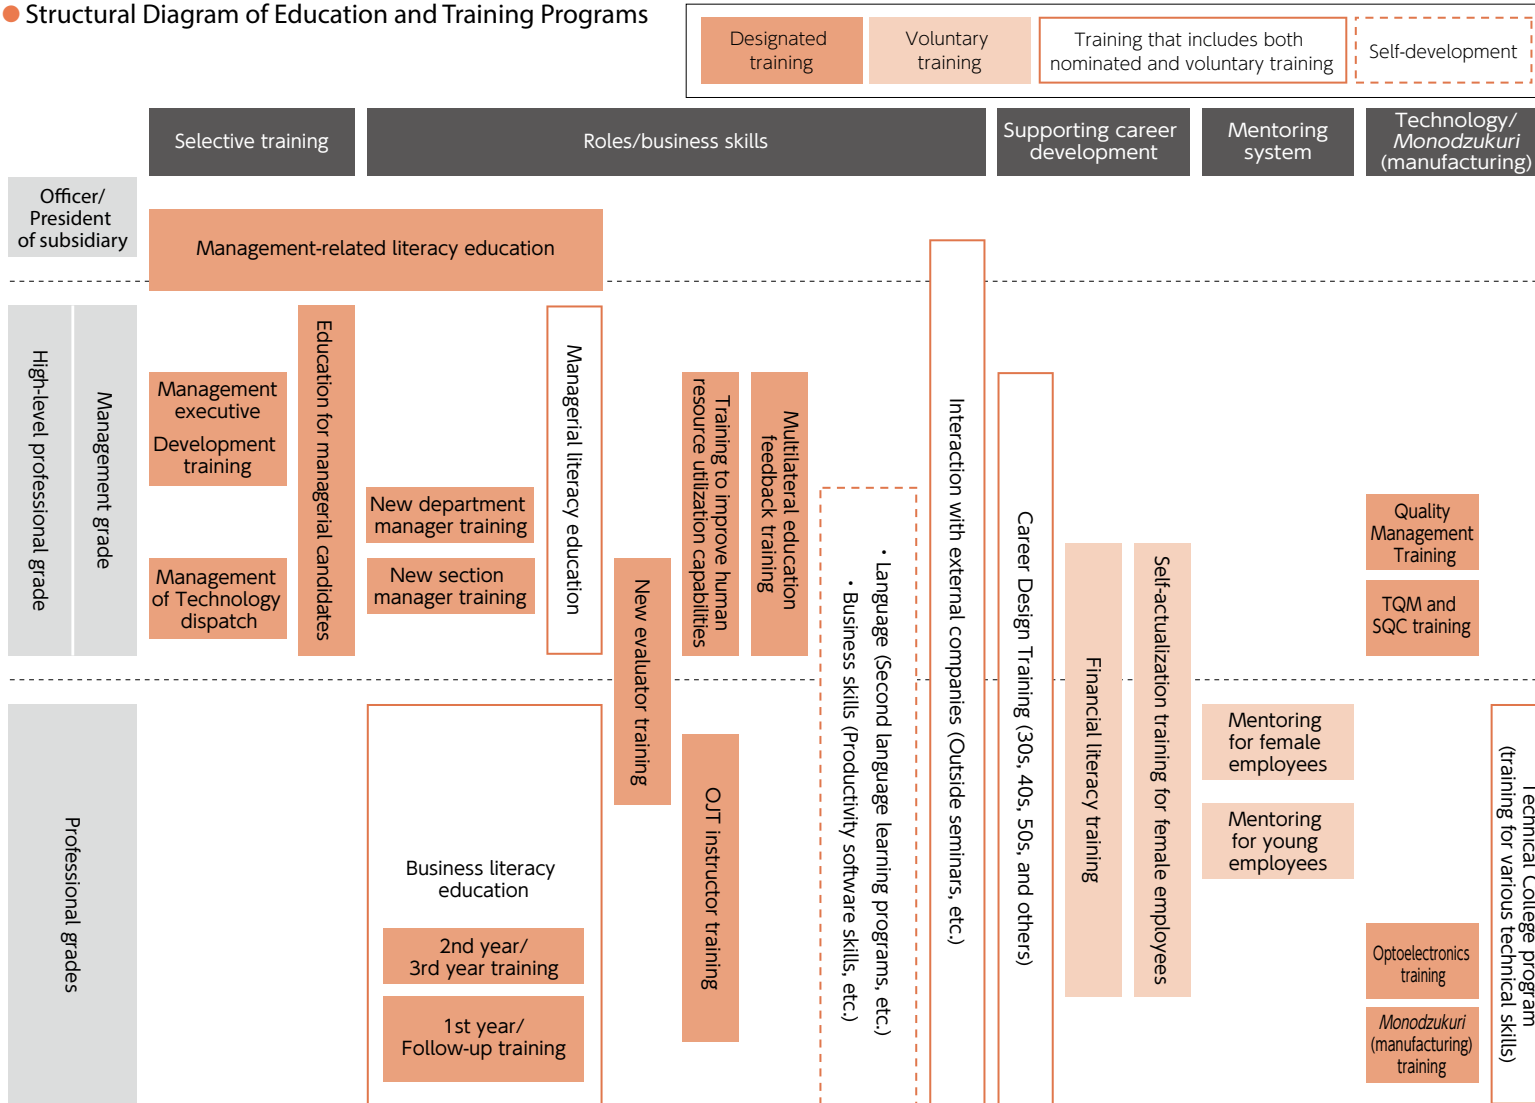 Structural Diagram of Education and Training Programs
Designated
training
Voluntary
training
Training that includes both
nominated and voluntary training
Self-development
Selective training
Roles/business skills
Supporting career
development
Mentoring
system
Technology/
Monodzukuri
(manufacturing)
Officer/
President
of subsidiary
Management-related literacy education
High-level professional grade
Management grade
Management
executive
Development
training
Management
of Technology
dispatch
Education for managerial candidates
New department
manager training
New section
manager training
Managerial literacy education
New evaluator training
Training to improve human
resource utilization capabilities
Multilateral education
feedback training
• Language (Second language learning programs, etc.)
• Business skills (Productivity software skills, etc.)
Interaction with external companies (Outside seminars, etc.)
Career Design Training (30s, 40s, 50s, and others)
Financial literacy training
Self-actualization training for female employees
Quality
Management
Training
TQM and
SQC training
Professional grades
Business literacy
education
2nd year/
3rd year training
1st year/
Follow-up training
OJT instructor training
Mentoring
for female
employees
Mentoring
for young
employees
Optoelectronics
training
Monodzukuri
(manufacturing)
training
Technical College program
(training for various technical skills)